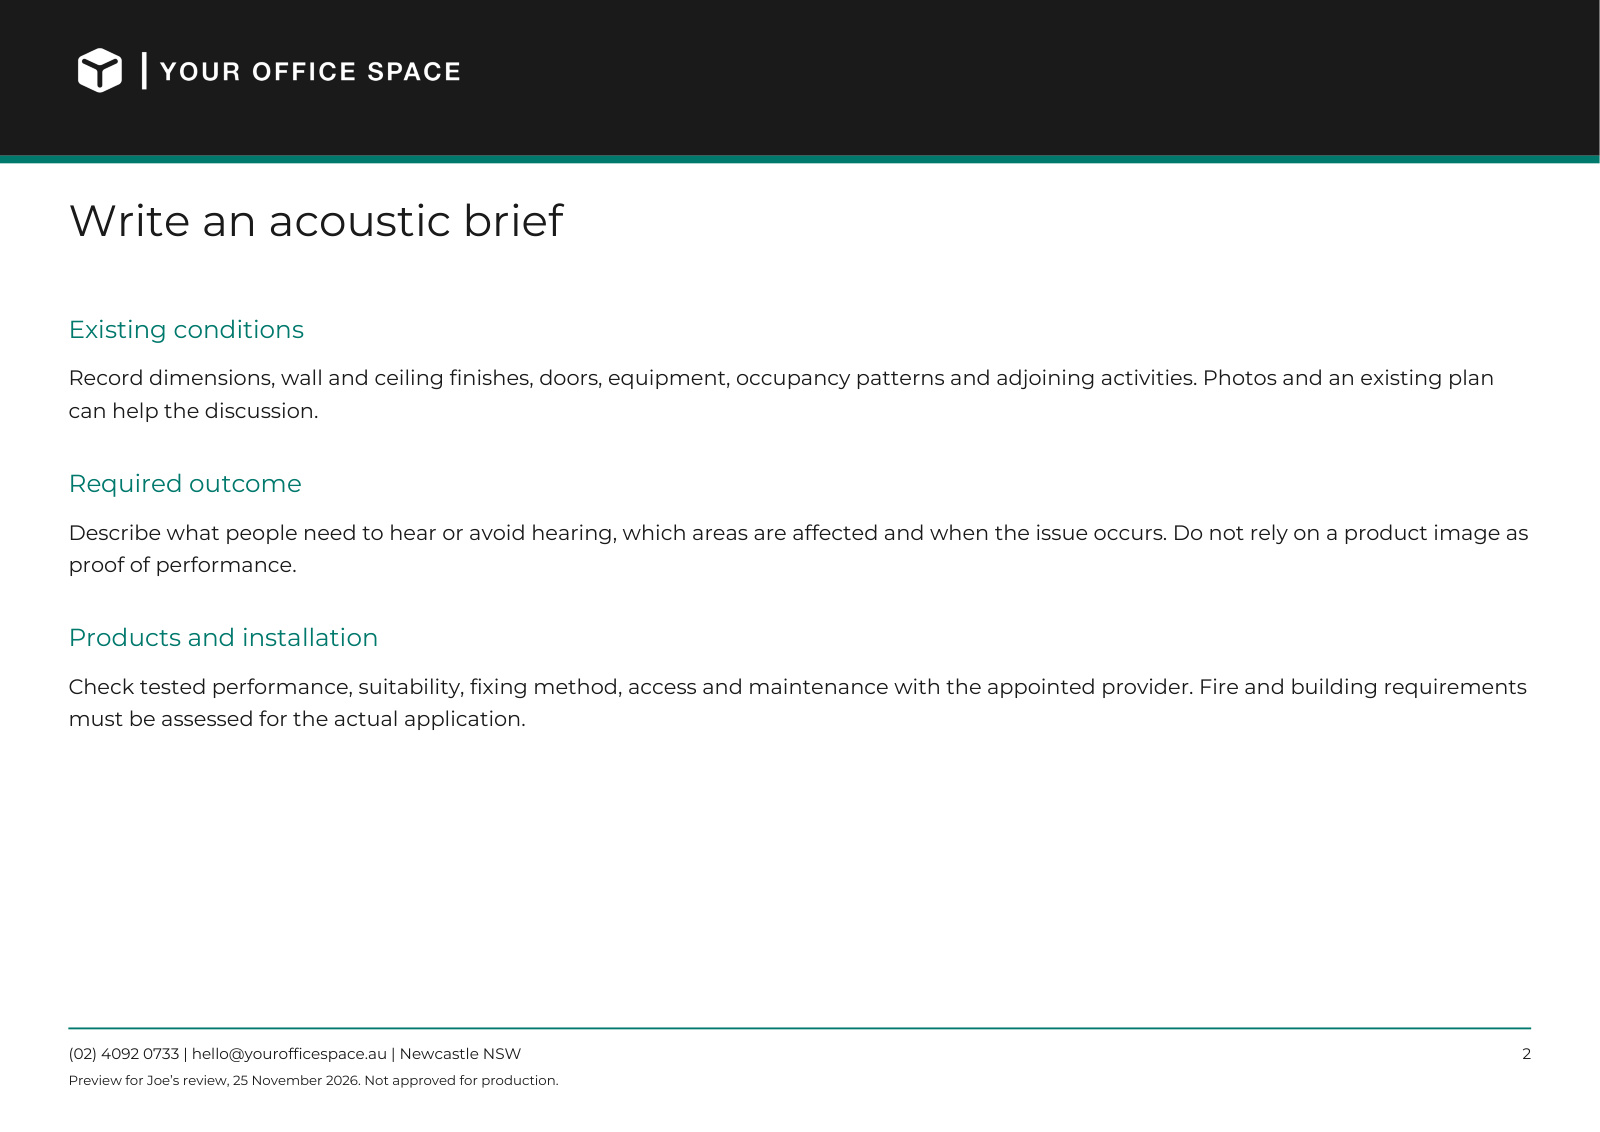 YOUR OFFICE SPACE
Write an acoustic brief
Existing conditions
Record dimensions, wall and ceiling finishes, doors, equipment, occupancy patterns and adjoining activities. Photos and an existing plan
can help the discussion.
Required outcome
Describe what people need to hear or avoid hearing, which areas are affected and when the issue occurs. Do not rely on a product image as
proof of performance.
Products and installation
Check tested performance, suitability, fixing method, access and maintenance with the appointed provider. Fire and building requirements
must be assessed for the actual application.
(02) 4092 0733 | hello@yourofficespace.au | Newcastle NSW
2
Preview for Joe’s review, 25 November 2026. Not approved for production.